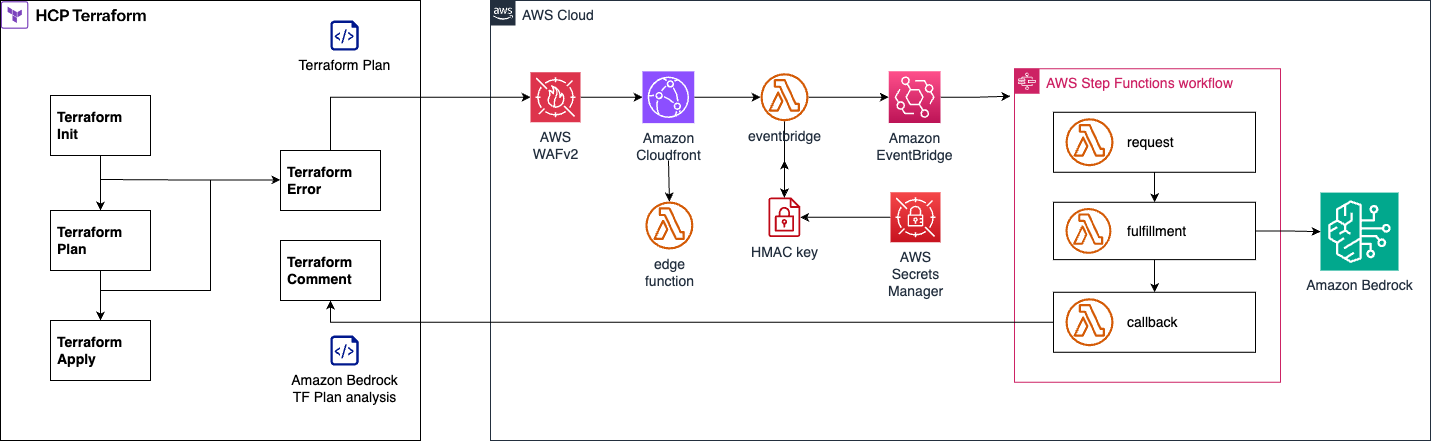 HCP Terraform
Terraform Plan
Terraform
Init
Terraform
Error
Terraform
Plan
Terraform
Comment
Terraform
Apply
Amazon Bedrock
TF Plan analysis
aws
AWS Cloud
AWS
WAFv2
Amazon
Cloudfront
eventbridge
Amazon
EventBridge
edge
function
HMAC key
AWS
Secrets
Manager
AWS Step Functions workflow
request
fulfillment
callback
Amazon Bedrock